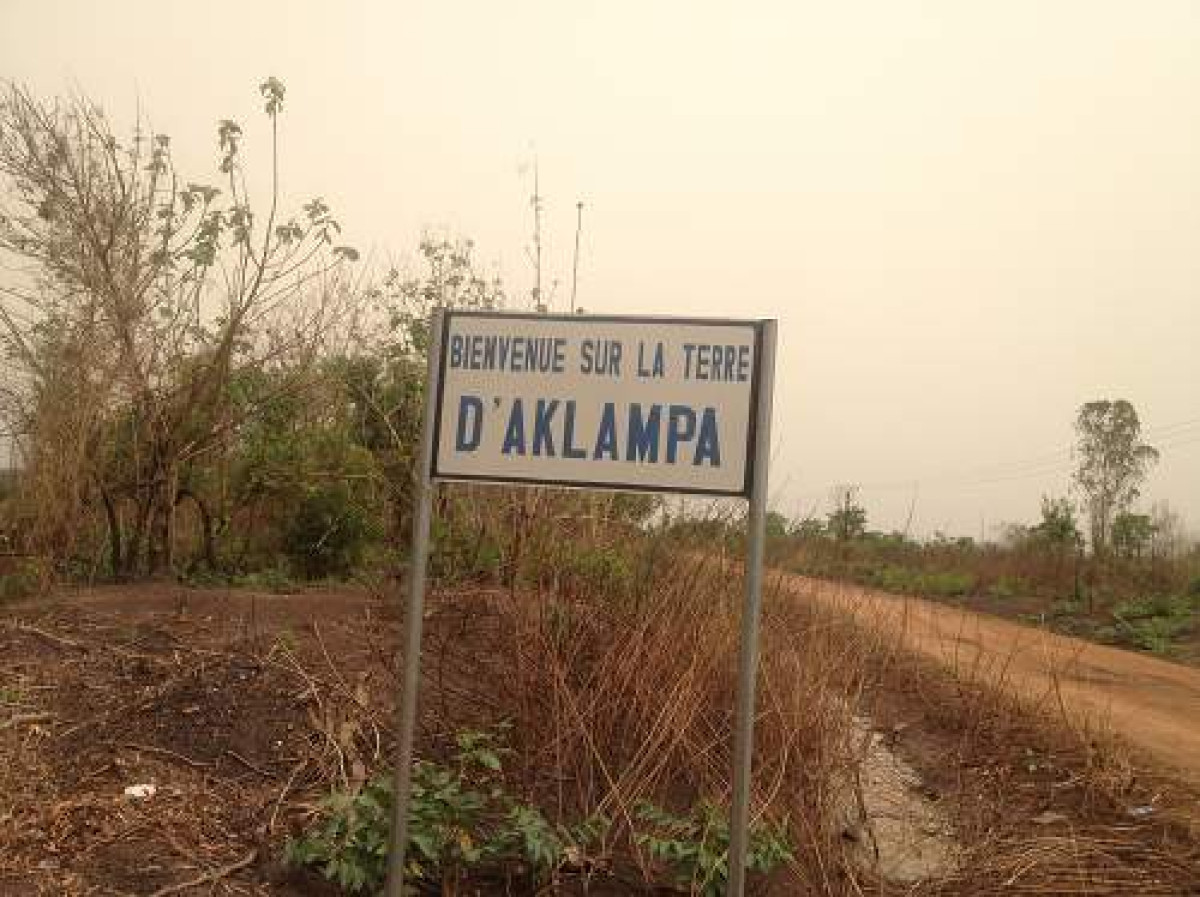 BIENVENUE SUR LA TERRE
D'AKLAMPA